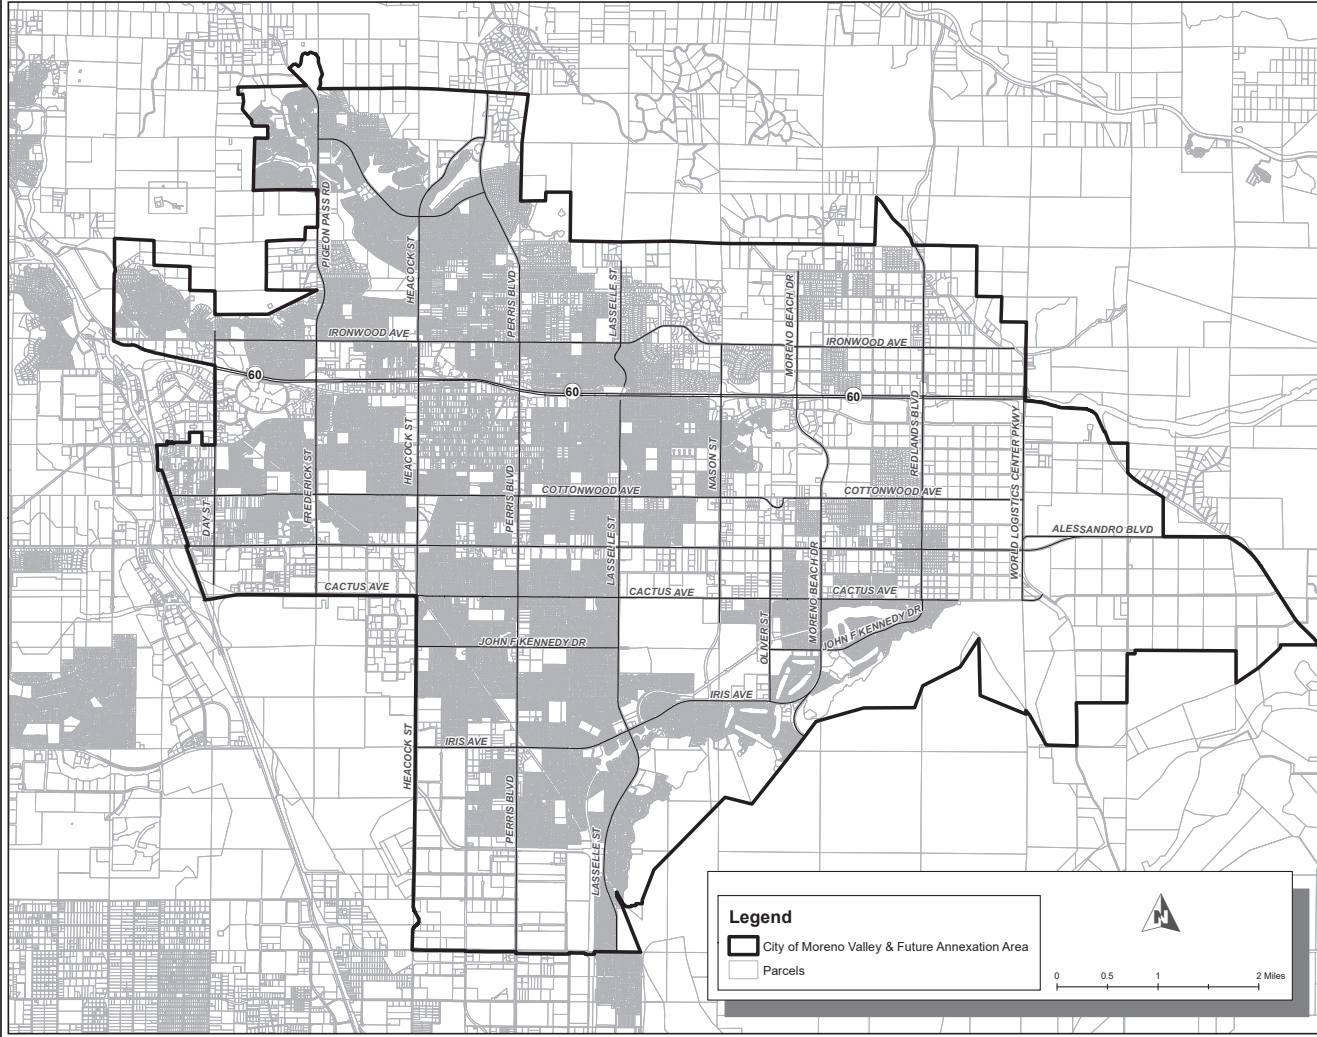 PIGEON PASS RD
HEACOCK ST
PERRIS BLVD
LASSELLE ST
MORENO BEACH DR
IRONWOOD AVE
IRONWOOD AVE
60
60
60
HEACOCK ST
FREDERICK ST
PERRIS BLVD
NASON ST
REDLANDS BLVD
WORLD LOGISTICS CENTER PKWY
COTTONWOOD AVE
COTTONWOOD AVE
DAY ST
LASSELLE ST
ALESSANDRO BLVD
MORENO BEACH DR
CACTUS AVE
CACTUS AVE
CACTUS AVE
OLIVER ST
JOHN F KENNEDY DR
JOHN F KENNEDY DR
IRIS AVE
IRIS AVE
HEACOCK ST
PERRIS BLVD
LASSELLE ST
Legend
City of Moreno Valley & Future Annexation Area
Parcels
N
0 0.5 1 2 Miles